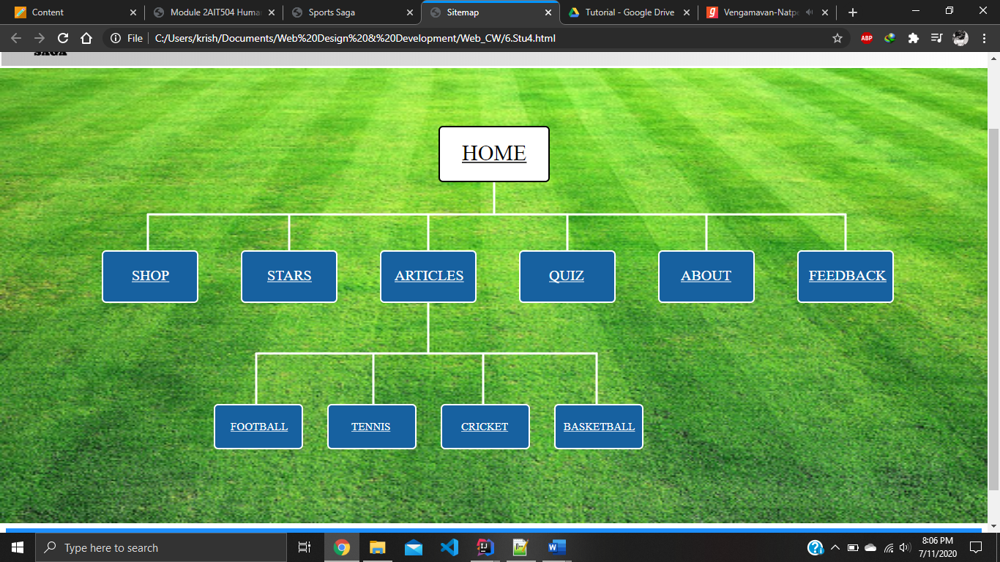 Content
Module 2AIT504 Huma
Sports Saga
Sitemap
Tutorial - Google Drive
Vengamavan-Natp
File
C:/Users/krish/Documents/Web%20Design%20&%20Development/Web_CW/6.Stu4.html
ABP
SAGA
HOME
SHOP
STARS
ARTICLES
QUIZ
ABOUT
FEEDBACK
FOOTBALL
TENNIS
CRICKET
BASKETBALL
Type here to search
8:06 PM
7/11/2020